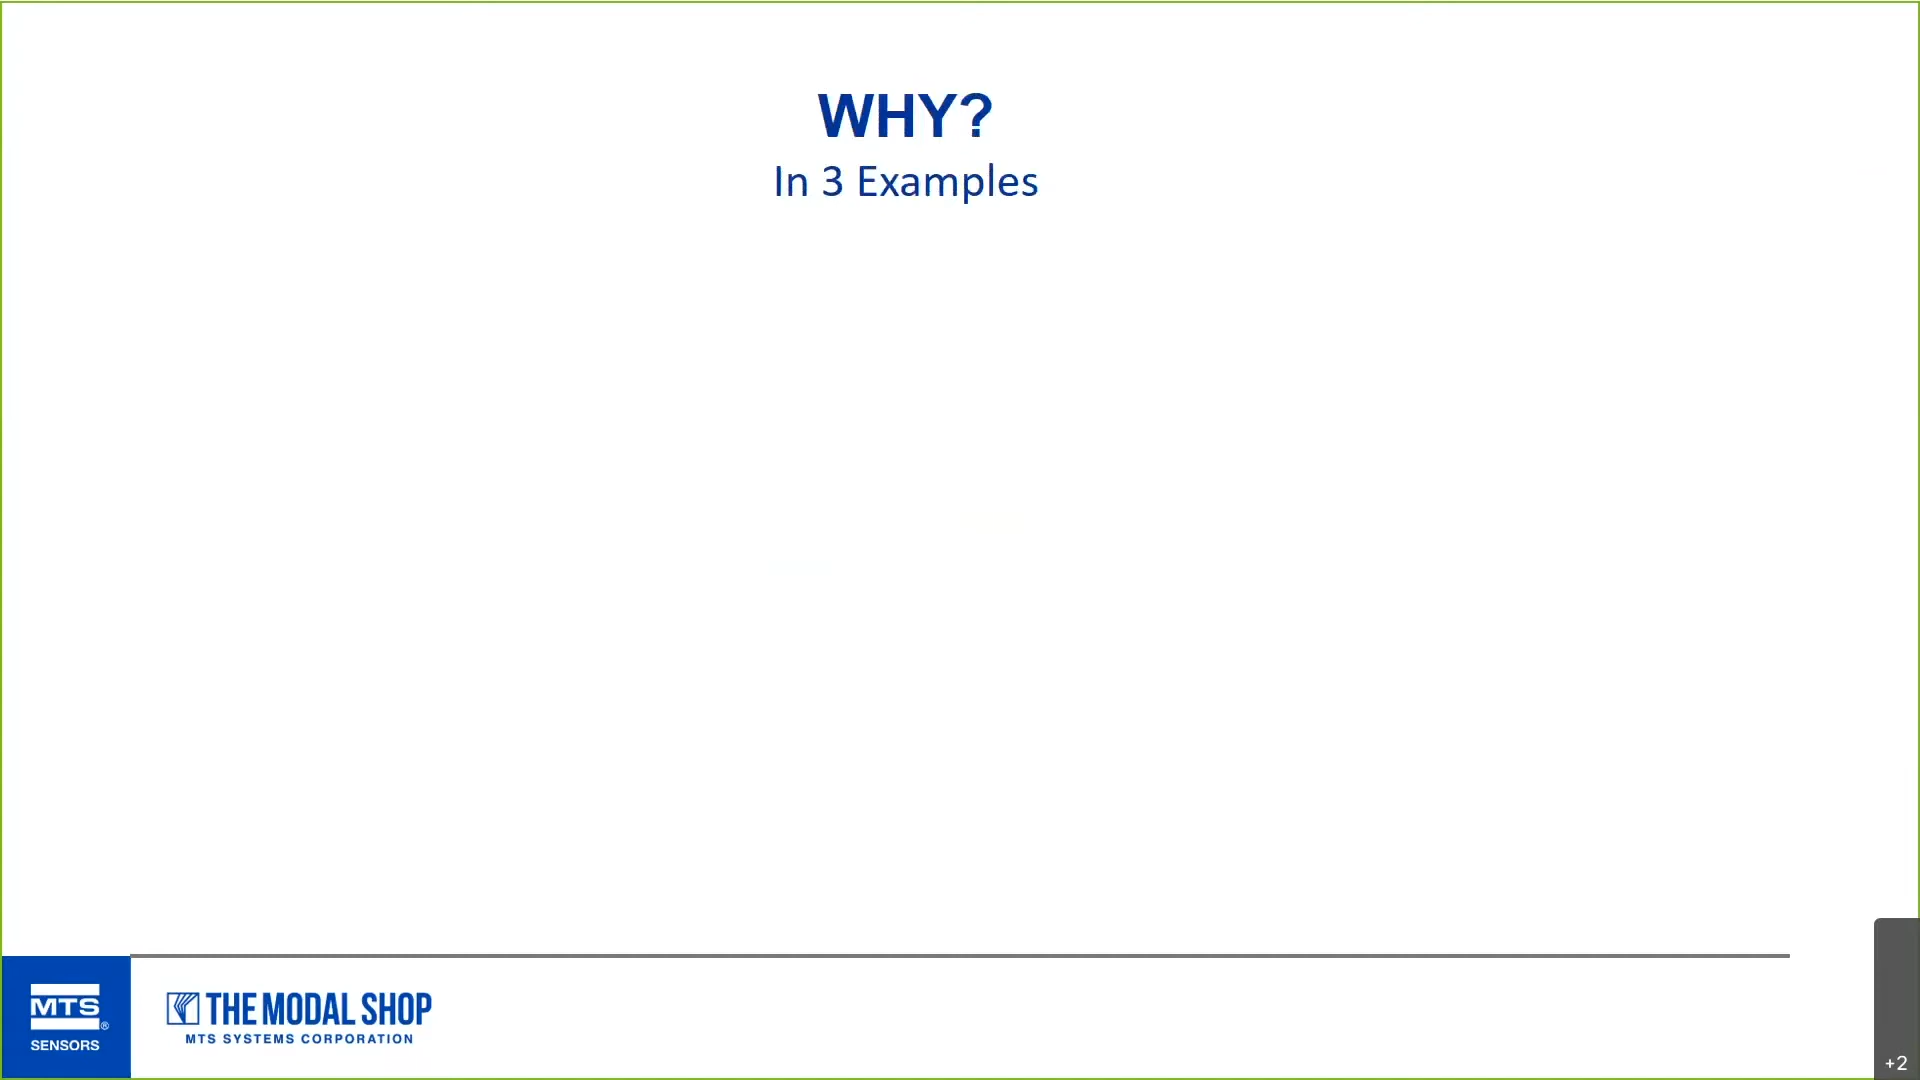 WHY?
In 3 Examples
MTS®
SENSORS
THE MODAL SHOP
MTS SYSTEMS CORPORATION
+2